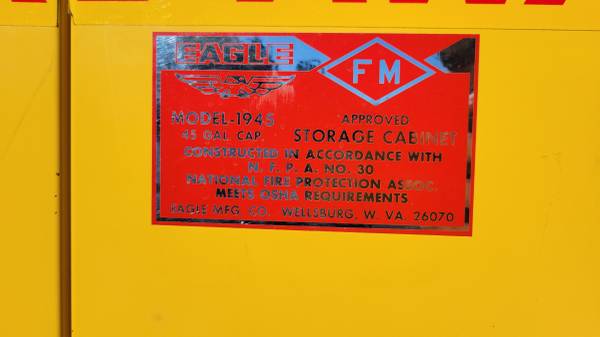 EAGLE
FM
MODEL-1945 APPROVED
45 GAL. CAP. STORAGE CABINET
CONSTRUCTED IN ACCORDANCE WITH
N. F. P. A. NO. 30
NATIONAL FIRE PROTECTION ASSOC.
MEETS OSHA REQUIREMENTS
EAGLE MFG. CO. WELLSBURG, W. VA. 26070